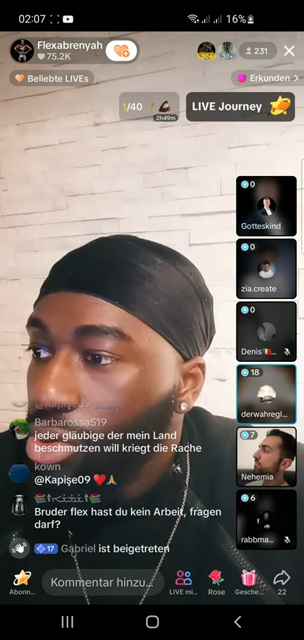 02:07
16%
Flexabrenyah
75.2K
231
Beliebte LIVEs
Erkunden >
1/40
2h49m
LIVE Journey
0
Gotteskind
0
zia.create
0
Denis
18
derwahregl...
7
Nehemia
6
rabbma...
Barbarossa519
jeder gläubige der mein Land
beschmutzen will kriegt die Rache
kown
@Kapişe09 ❤️🙏
Bruder flex hast du kein Arbeit, fragen
darf?
17 Gabriel ist beigetreten
Abonn...
Kommentar hinzu...
LIVE mi...
Rose
Gesche...
22